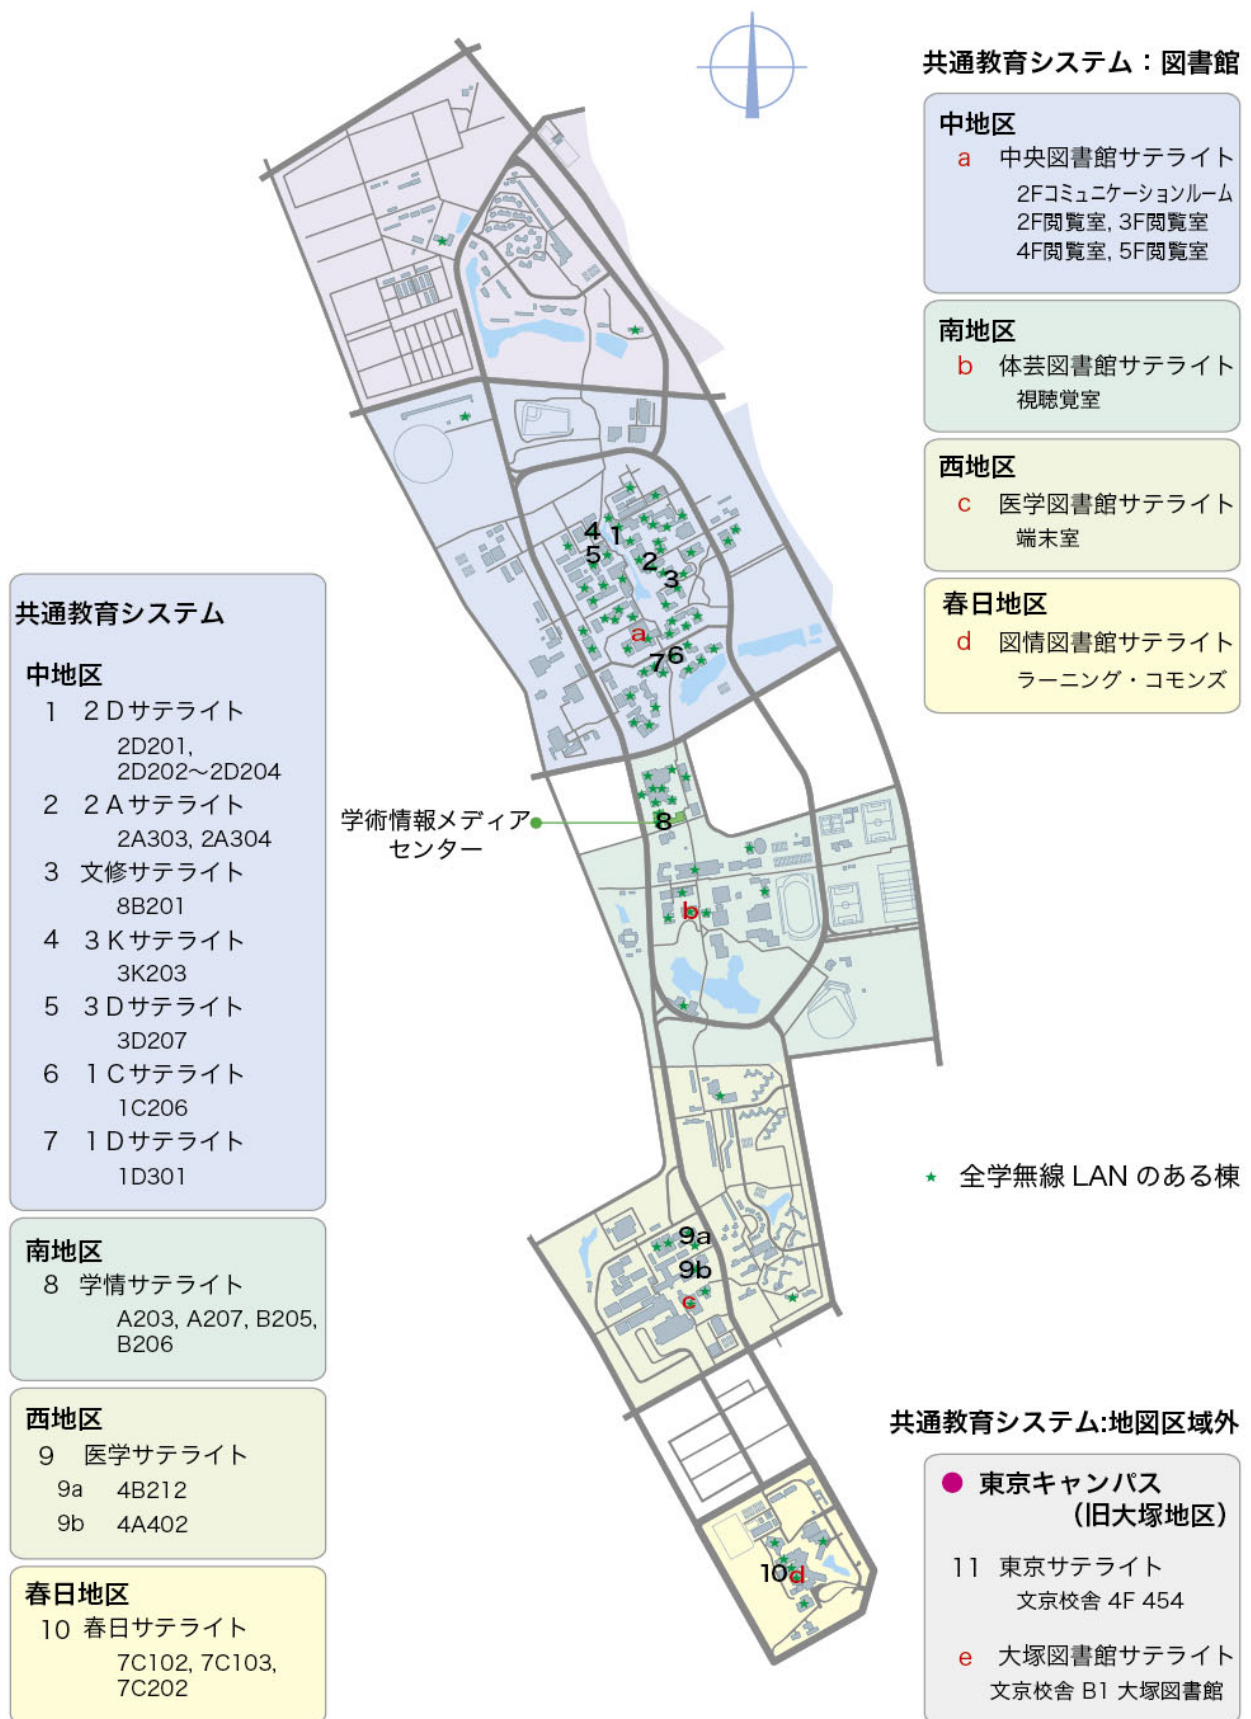 共通教育システム：図書館
中地区
a 中央図書館サテライト
2Fコミュニケーションルーム
2F閲覧室, 3F閲覧室
4F閲覧室, 5F閲覧室
南地区
b 体芸図書館サテライト
視聴覚室
西地区
c 医学図書館サテライト
端末室
春日地区
d 図情図書館サテライト
ラーニング・コモンズ
4
1
5
2
3
a
6
7
学術情報メディア
センター
8
b
9a
9b
c
10
d
共通教育システム
中地区
1 2Dサテライト
2D201,
2D202〜2D204
2 2Aサテライト
2A303, 2A304
3 文修サテライト
8B201
4 3Kサテライト
3K203
5 3Dサテライト
3D207
6 1Cサテライト
1C206
7 1Dサテライト
1D301
南地区
8 学情サテライト
A203, A207, B205,
B206
西地区
9 医学サテライト
9a 4B212
9b 4A402
春日地区
10 春日サテライト
7C102, 7C103,
7C202
★ 全学無線 LAN のある棟
共通教育システム:地図区域外
● 東京キャンパス
（旧大塚地区）
11 東京サテライト
文京校舎 4F 454
e 大塚図書館サテライト
文京校舎 B1 大塚図書館